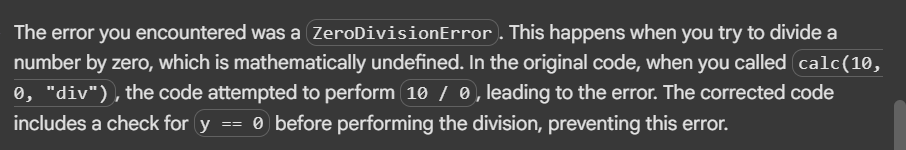 The error you encountered was a ZeroDivisionError. This happens when you try to divide a
number by zero, which is mathematically undefined. In the original code, when you called calc(10,
0, "div"), the code attempted to perform 10 / 0, leading to the error. The corrected code
includes a check for y == 0 before performing the division, preventing this error.